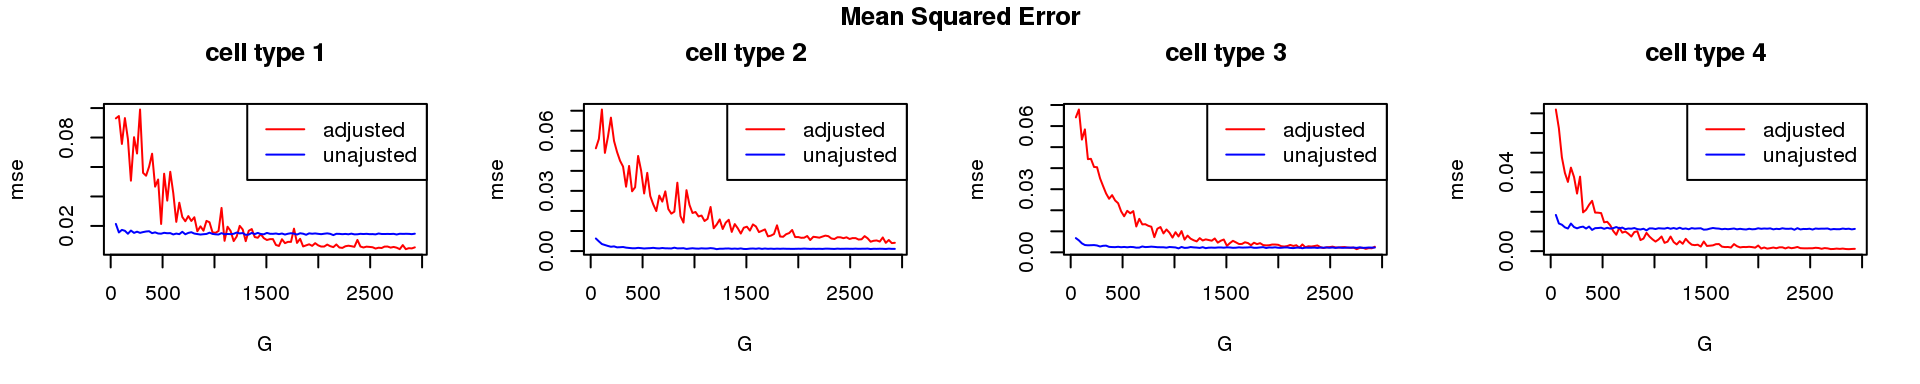 Mean Squared Error
cell type 1
mse
0.02 0.08
adjusted
unajusted
0 500 1500 2500
G
cell type 2
mse
0.00 0.03 0.06
adjusted
unajusted
0 500 1500 2500
G
cell type 3
mse
0.00 0.03 0.06
adjusted
unajusted
0 500 1500 2500
G
cell type 4
mse
0.00 0.04
adjusted
unajusted
0 500 1500 2500
G